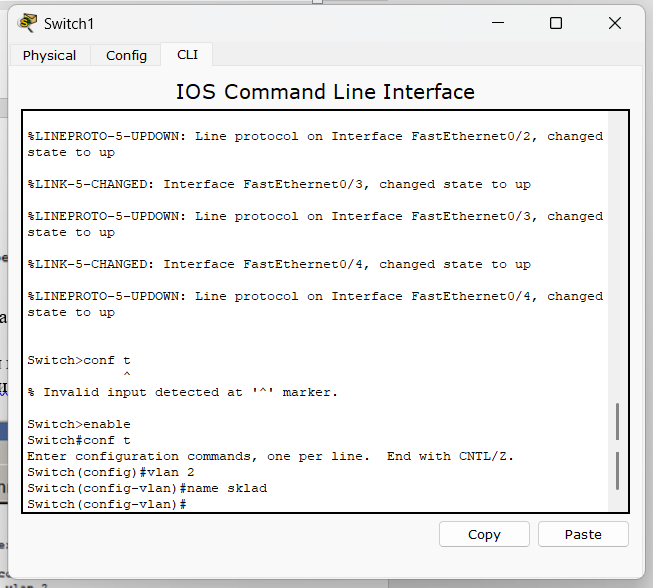 Switch1
Physical Config CLI
IOS Command Line Interface
%LINEPROTO-5-UPDOWN: Line protocol on Interface FastEthernet0/2, changed
state to up
%LINK-5-CHANGED: Interface FastEthernet0/3, changed state to up
%LINEPROTO-5-UPDOWN: Line protocol on Interface FastEthernet0/3, changed
state to up
%LINK-5-CHANGED: Interface FastEthernet0/4, changed state to up
%LINEPROTO-5-UPDOWN: Line protocol on Interface FastEthernet0/4, changed
state to up
Switch>conf t
^
% Invalid input detected at '^' marker.
Switch>enable
Switch#conf t
Enter configuration commands, one per line.  End with CNTL/Z.
Switch(config)#vlan 2
Switch(config-vlan)#name sklad
Switch(config-vlan)#
Copy Paste